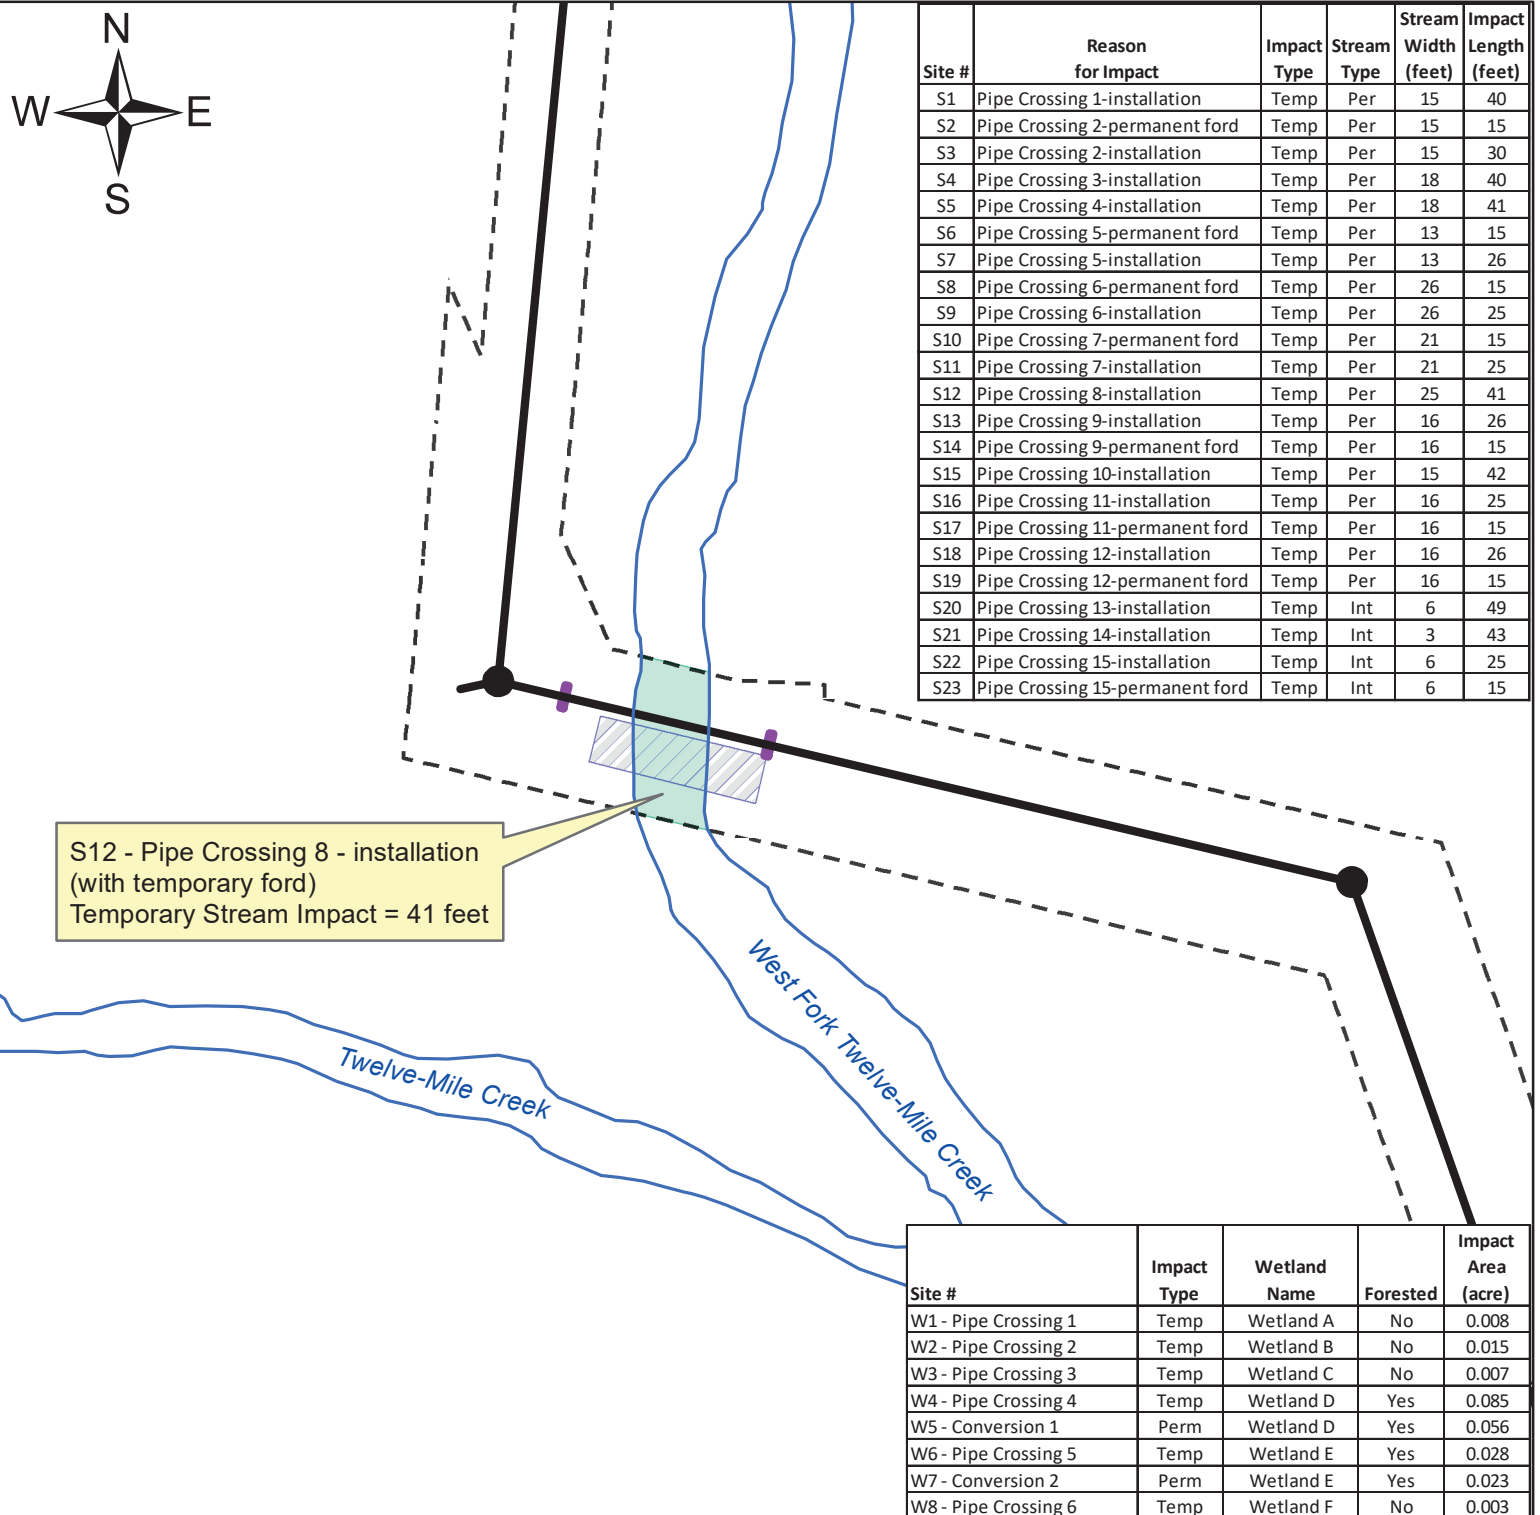 N
W E
S
Site # Reason for Impact Impact Type Stream Type Stream Width (feet) Impact Length (feet)
S1 Pipe Crossing 1-installation Temp Per 15 40
S2 Pipe Crossing 2-permanent ford Temp Per 15 15
S3 Pipe Crossing 2-installation Temp Per 15 30
S4 Pipe Crossing 3-installation Temp Per 18 40
S5 Pipe Crossing 4-installation Temp Per 18 41
S6 Pipe Crossing 5-permanent ford Temp Per 13 15
S7 Pipe Crossing 5-installation Temp Per 13 26
S8 Pipe Crossing 6-permanent ford Temp Per 26 15
S9 Pipe Crossing 6-installation Temp Per 26 25
S10 Pipe Crossing 7-permanent ford Temp Per 21 15
S11 Pipe Crossing 7-installation Temp Per 21 25
S12 Pipe Crossing 8-installation Temp Per 25 41
S13 Pipe Crossing 9-installation Temp Per 16 26
S14 Pipe Crossing 9-permanent ford Temp Per 16 15
S15 Pipe Crossing 10-installation Temp Per 15 42
S16 Pipe Crossing 11-installation Temp Per 16 25
S17 Pipe Crossing 11-permanent ford Temp Per 16 15
S18 Pipe Crossing 12-installation Temp Per 16 26
S19 Pipe Crossing 12-permanent ford Temp Per 16 15
S20 Pipe Crossing 13-installation Temp Int 6 49
S21 Pipe Crossing 14-installation Temp Int 3 43
S22 Pipe Crossing 15-installation Temp Int 6 25
S23 Pipe Crossing 15-permanent ford Temp Int 6 15
S12 - Pipe Crossing 8 - installation
(with temporary ford)
Temporary Stream Impact = 41 feet
West Fork Twelve-Mile Creek
Twelve-Mile Creek
Site # Impact Type Wetland Name Forested Impact Area (acre)
W1 - Pipe Crossing 1 Temp Wetland A No 0.008
W2 - Pipe Crossing 2 Temp Wetland B No 0.015
W3 - Pipe Crossing 3 Temp Wetland C No 0.007
W4 - Pipe Crossing 4 Temp Wetland D Yes 0.085
W5 - Conversion 1 Perm Wetland D Yes 0.056
W6 - Pipe Crossing 5 Temp Wetland E Yes 0.028
W7 - Conversion 2 Perm Wetland E Yes 0.023
W8 - Pipe Crossing 6 Temp Wetland F No 0.003